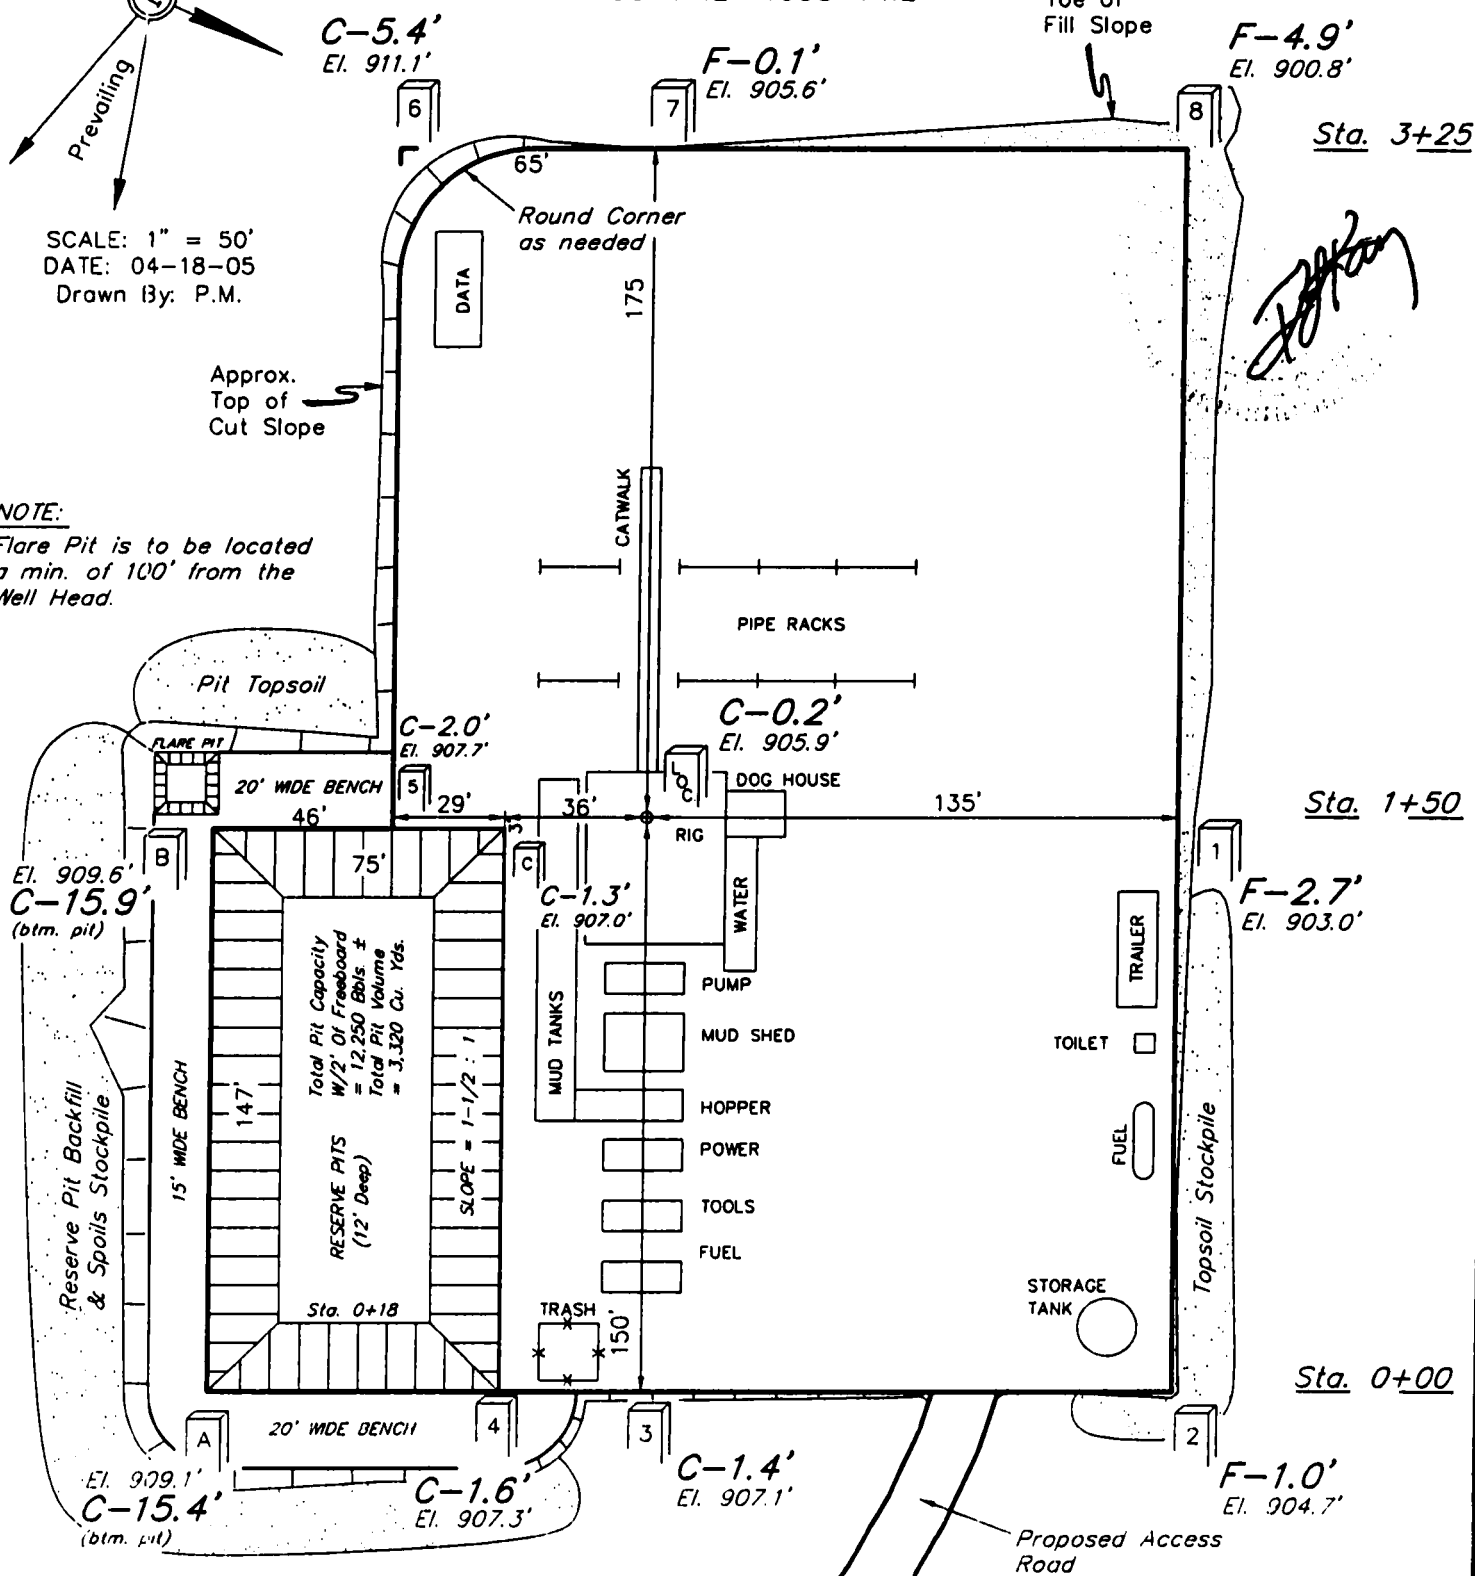 Toe of
Fill Slope
C-5.4'
El. 911.1'
F-0.1'
El. 905.6'
F-4.9'
El. 900.8'
6
7
8
Sta. 3+25
Prevailing
65'
Round Corner
as needed
SCALE: 1" = 50'
DATE: 04-18-05
Drawn By: P.M.
DATA
175
Approx.
Top of
Cut Slope
CATWALK
NOTE:
Flare Pit is to be located
a min. of 100' from the
Well Head.
PIPE RACKS
Pit Topsoil
C-2.0'
El. 907.7'
C-0.2'
El. 905.9'
FLARE PIT
20' WIDE BENCH
5
LOC
DOG HOUSE
46'
29'
36'
135'
Sta. 1+50
3'
RIG
B
75'
C
1
El. 909.6'
C-15.9'
(btm. pit)
C-1.3'
El. 907.0'
F-2.7'
El. 903.0'
WATER
TRAILER
Total Pit Capacity
W/2' Of Freeboard
= 12,250 Bbls. ±
Total Pit Volume
= 3,320 Cu. Yds.
PUMP
MUD TANKS
MUD SHED
TOILET
147'
15' WIDE BENCH
SLOPE = 1-1/2 : 1
HOPPER
POWER
FUEL
Reserve Pit Backfill
& Spoils Stockpile
RESERVE PITS
(12' Deep)
TOOLS
Topsoil Stockpile
FUEL
STORAGE
TANK
Sta. 0+18
TRASH
150'
Sta. 0+00
A
20' WIDE BENCH
4
3
2
El. 909.1'
C-15.4'
(btm. pit)
C-1.6'
El. 907.3'
C-1.4'
El. 907.1'
F-1.0'
El. 904.7'
Proposed Access
Road